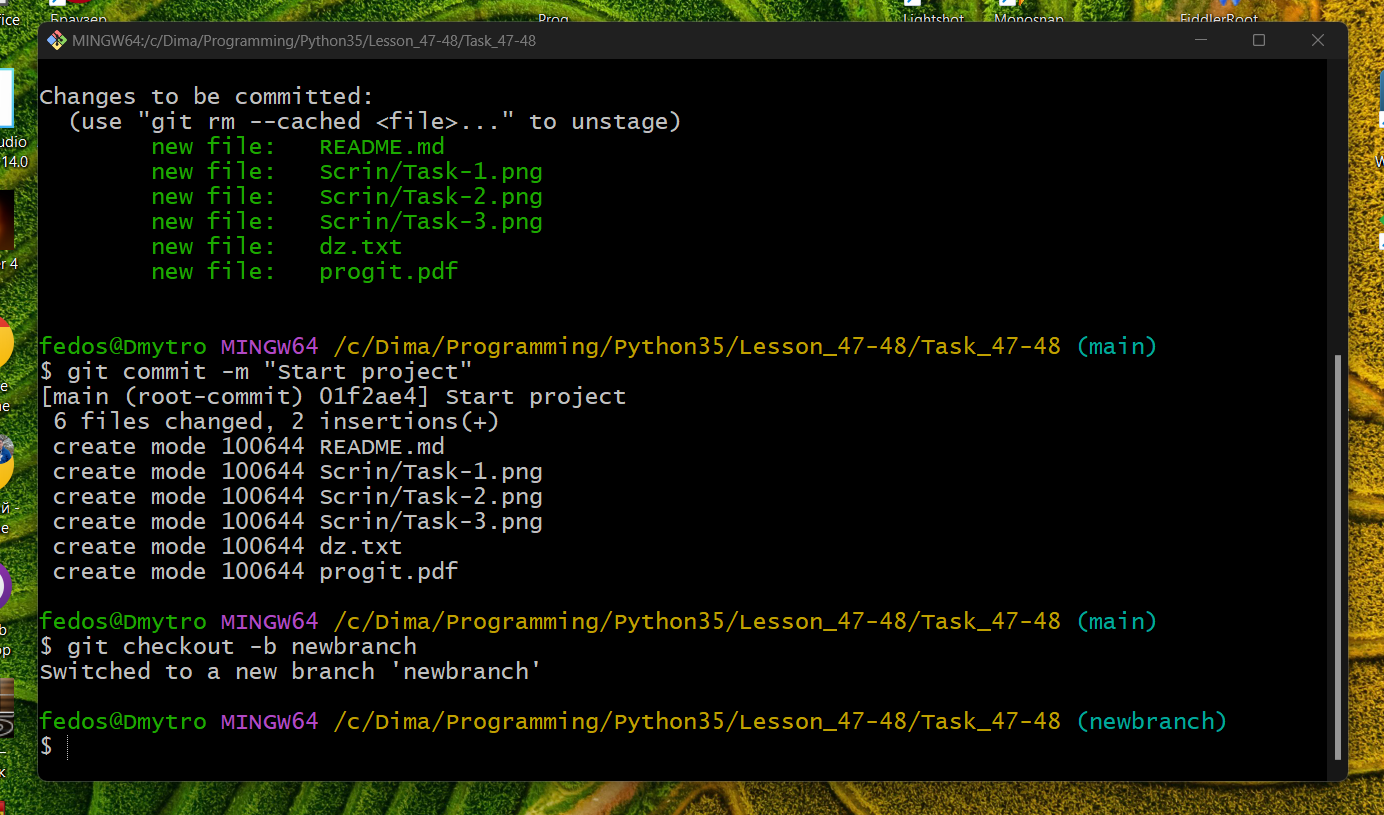 Браузер
Prog
Lightshot
Monosnap
FiddlerRoot
MINGW64:/c/Dima/Programming/Python35/Lesson_47-48/Task_47-48
Changes to be committed:
  (use "git rm --cached <file>..." to unstage)
        new file:   README.md
        new file:   Scrin/Task-1.png
        new file:   Scrin/Task-2.png
        new file:   Scrin/Task-3.png
        new file:   dz.txt
        new file:   progit.pdf
fedos@Dmytro MINGW64 /c/Dima/Programming/Python35/Lesson_47-48/Task_47-48 (main)
$ git commit -m "Start project"
[main (root-commit) 01f2ae4] Start project
 6 files changed, 2 insertions(+)
 create mode 100644 README.md
 create mode 100644 Scrin/Task-1.png
 create mode 100644 Scrin/Task-2.png
 create mode 100644 Scrin/Task-3.png
 create mode 100644 dz.txt
 create mode 100644 progit.pdf
fedos@Dmytro MINGW64 /c/Dima/Programming/Python35/Lesson_47-48/Task_47-48 (main)
$ git checkout -b newbranch
Switched to a new branch 'newbranch'
fedos@Dmytro MINGW64 /c/Dima/Programming/Python35/Lesson_47-48/Task_47-48 (newbranch)
$
14.0